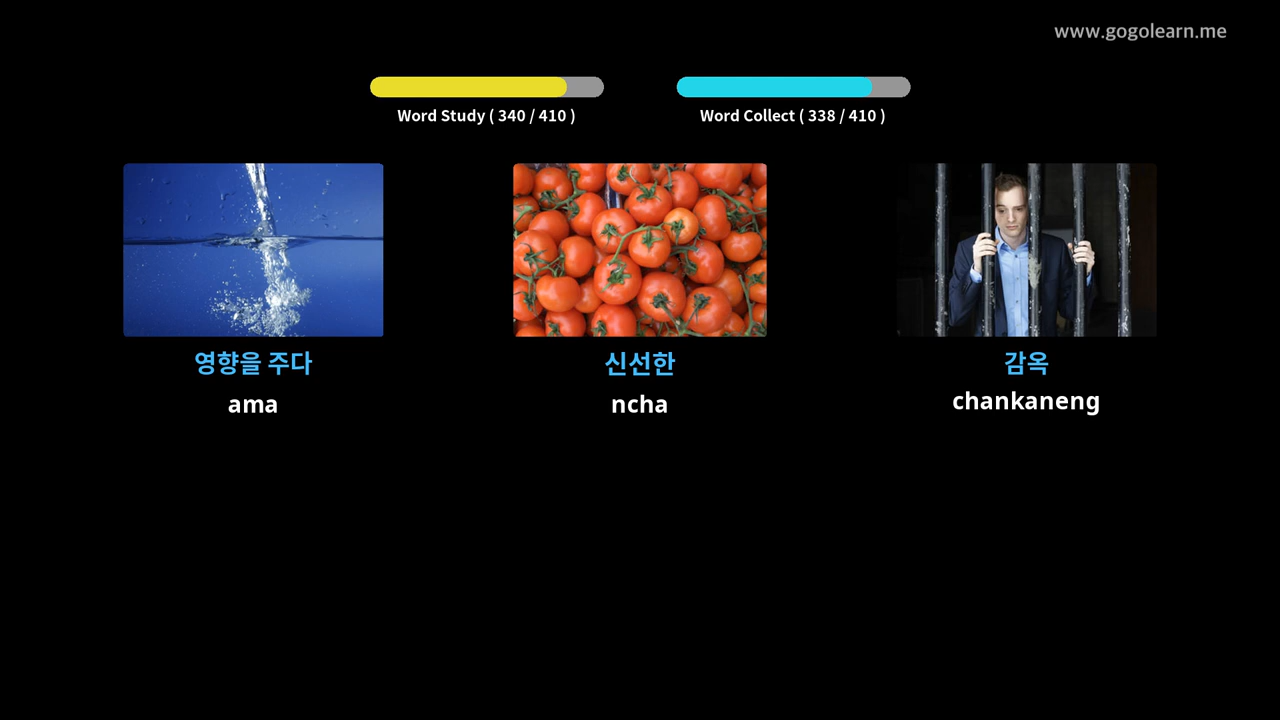 www.gogolearn.me
Word Study ( 340 / 410 )
Word Collect ( 338 / 410 )
영향을 주다
ama
신선한
ncha
감옥
chankaneng